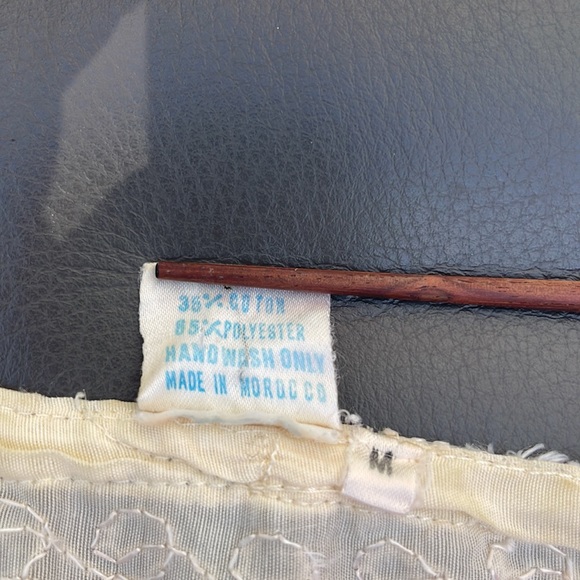 35% COTON
65% POLYESTER
HANDWASH ONLY
MADE IN MOROCCO
M